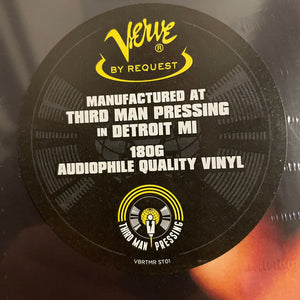 Verve ®
BY REQUEST
MANUFACTURED AT
THIRD MAN PRESSING
IN DETROIT MI
180G
AUDIOPHILE QUALITY VINYL
THIRD MAN PRESSING
VBRTMR ST01